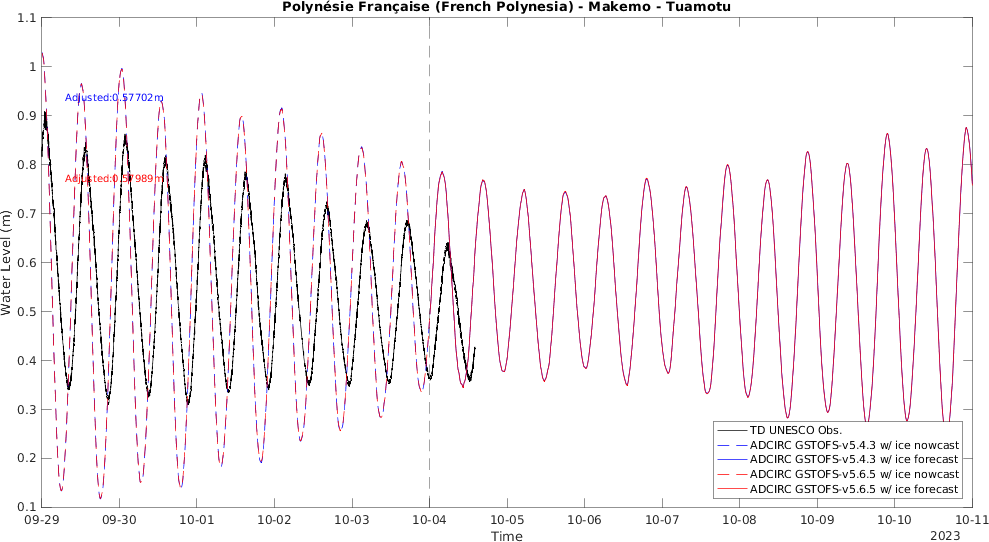 Polynésie Française (French Polynesia) - Makemo - Tuamotu
1.1
1
0.9
0.8
0.7
0.6
0.5
0.4
0.3
0.2
0.1
Water Level (m)
Adjusted:0.57702m
Adjusted:0.57989m
TD UNESCO Obs.
ADCIRC GSTOFS-v5.4.3 w/ ice nowcast
ADCIRC GSTOFS-v5.4.3 w/ ice forecast
ADCIRC GSTOFS-v5.6.5 w/ ice nowcast
ADCIRC GSTOFS-v5.6.5 w/ ice forecast
09-29 09-30 10-01 10-02 10-03 10-04 10-05 10-06 10-07 10-08 10-09 10-10 10-11
Time
2023